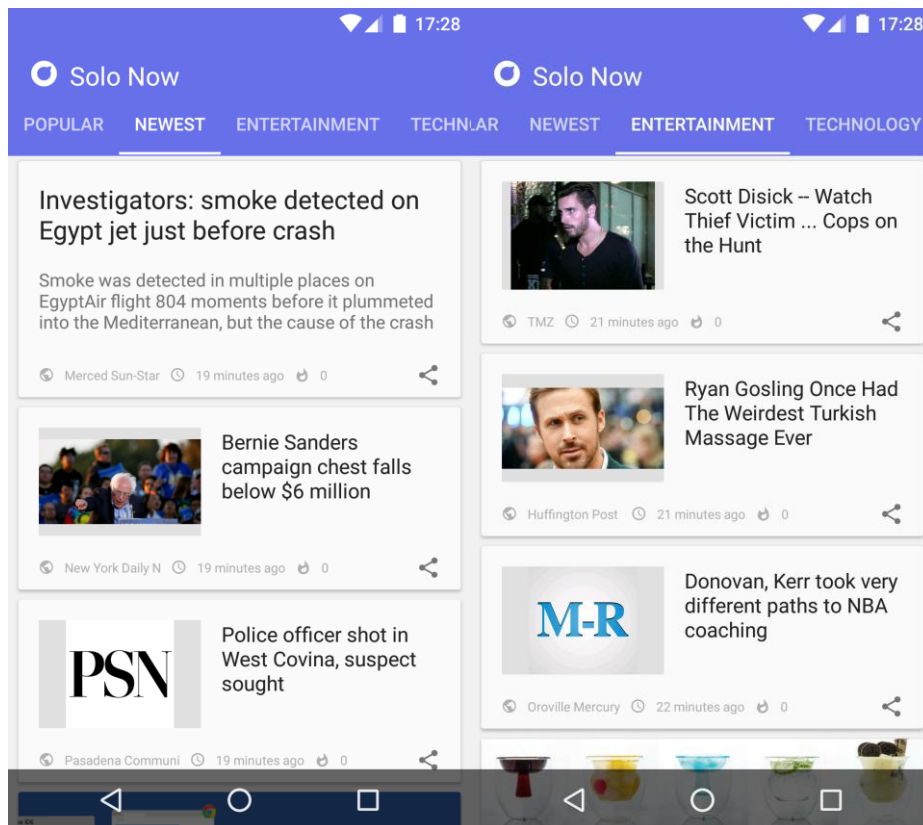 17:28
Solo Now
POPULAR NEWEST ENTERTAINMENT TECHN
Investigators: smoke detected on
Egypt jet just before crash
Smoke was detected in multiple places on
EgyptAir flight 804 moments before it plummeted
into the Mediterranean, but the cause of the crash
Merced Sun-Star 19 minutes ago 0
Bernie Sanders
campaign chest falls
below $6 million
New York Daily N 19 minutes ago 0
PSN
Police officer shot in
West Covina, suspect
sought
Pasadena Communi 19 minutes ago 0
17:28
Solo Now
LAR NEWEST ENTERTAINMENT TECHNOLOGY
Scott Disick -- Watch
Thief Victim ... Cops on
the Hunt
TMZ 21 minutes ago 0
Ryan Gosling Once Had
The Weirdest Turkish
Massage Ever
Huffington Post 21 minutes ago 0
M-R
Donovan, Kerr took very
different paths to NBA
coaching
Oroville Mercury 22 minutes ago 0